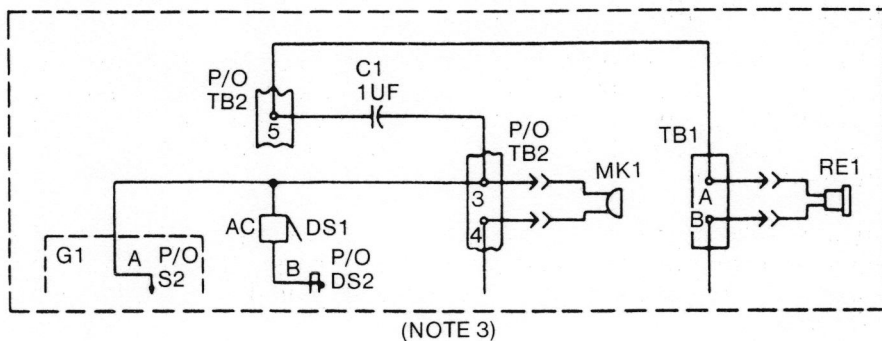 C1
1UF
P/O
TB2
5
P/O
TB2
TB1
MK1
RE1
3
A
4
B
AC
DS1
G1
A
P/O
S2
B
P/O
DS2
(NOTE 3)